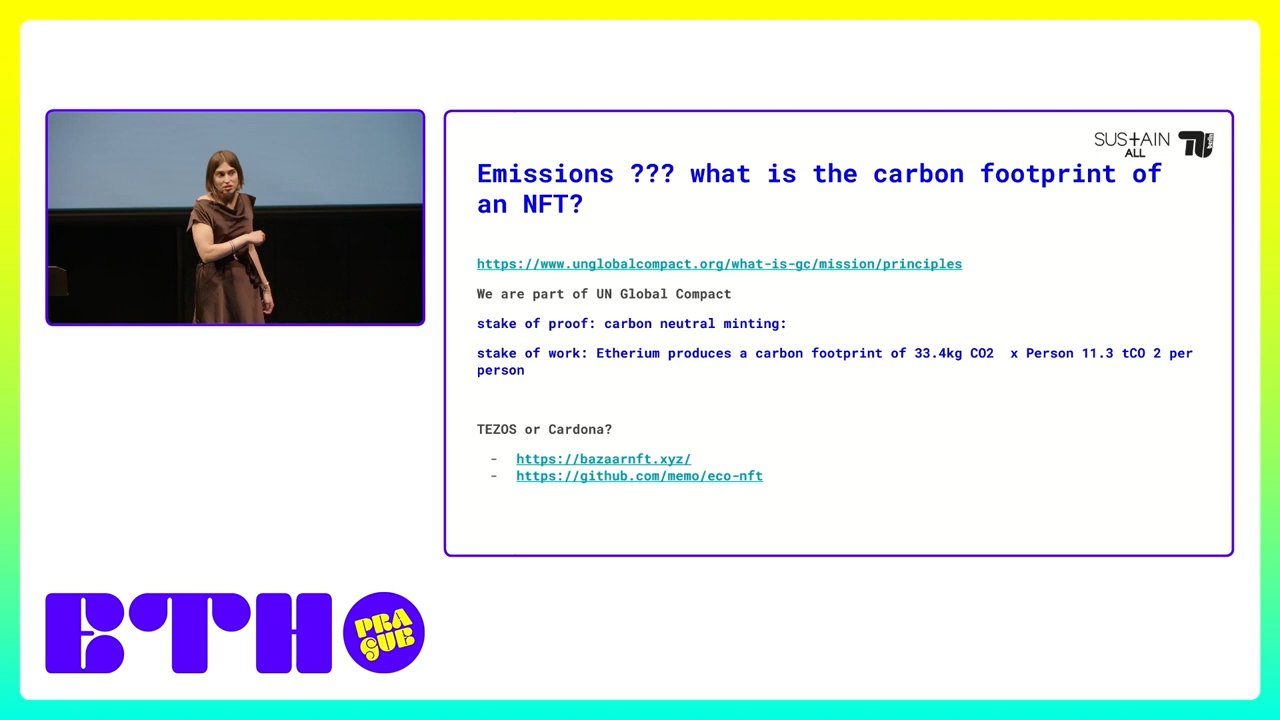 SUSTAIN
ALL
TU
berlin
Emissions ??? what is the carbon footprint of
an NFT?
https://www.unglobalcompact.org/what-is-gc/mission/principles
We are part of UN Global Compact
stake of proof: carbon neutral minting:
stake of work: Etherium produces a carbon footprint of 33.4kg CO2  x Person 11.3 tCO 2 per
person
TEZOS or Cardona?
- https://bazaarnft.xyz/
- https://github.com/memo/eco-nft
ETH
PRA
GUE